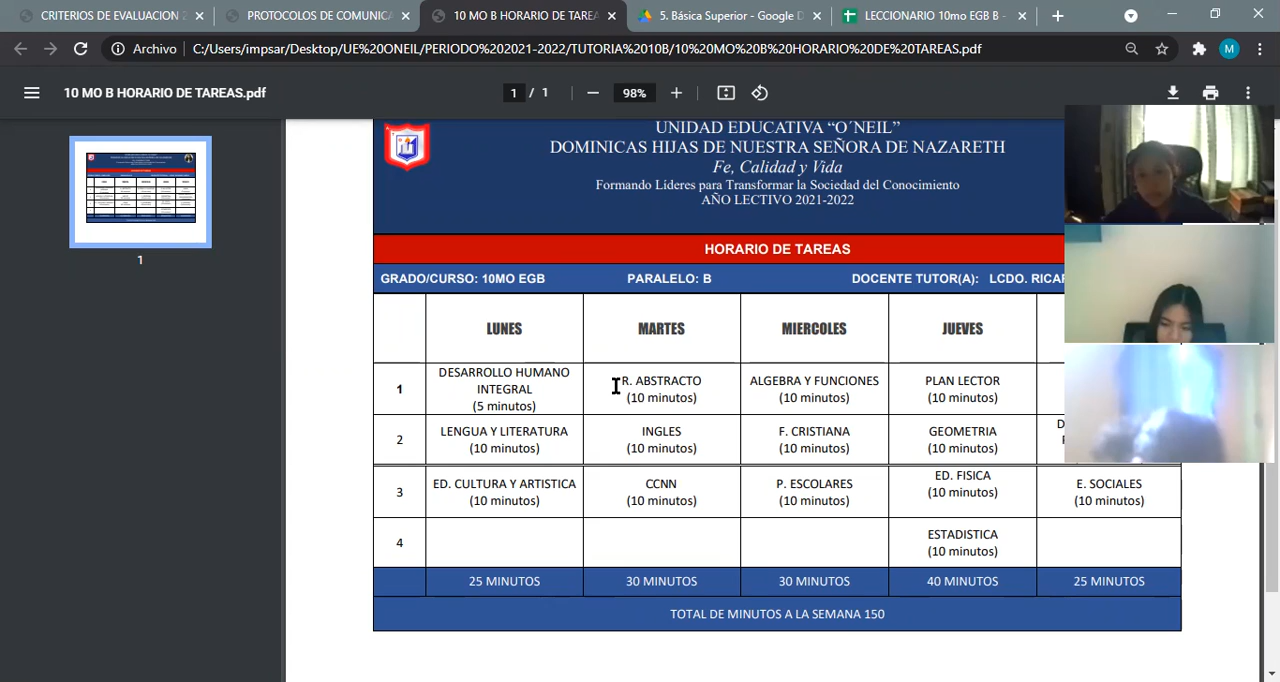 CRITERIOS DE EVALUACION 2
PROTOCOLOS DE COMUNICA
10 MO B HORARIO DE TAREA
5. Básica Superior - Google D
LECCIONARIO 10mo EGB B -
Archivo
C:/Users/impsar/Desktop/UE%20ONEIL/PERIODO%202021-2022/TUTORIA%2010B/10%20MO%20B%20HORARIO%20DE%20TAREAS.pdf
M
10 MO B HORARIO DE TAREAS.pdf
1 / 1
98%
1
UNIDAD EDUCATIVA “O´NEIL”
DOMINICAS HIJAS DE NUESTRA SEÑORA DE NAZARETH
Fe, Calidad y Vida
Formando Líderes para Transformar la Sociedad del Conocimiento
AÑO LECTIVO 2021-2022
HORARIO DE TAREAS
GRADO/CURSO: 10MO EGB PARALELO: B DOCENTE TUTOR(A): LCDO. RICAR
LUNES MARTES MIERCOLES JUEVES
1
DESARROLLO HUMANO
INTEGRAL
(5 minutos)
R. ABSTRACTO
(10 minutos)
ALGEBRA Y FUNCIONES
(10 minutos)
PLAN LECTOR
(10 minutos)
2
LENGUA Y LITERATURA
(10 minutos)
INGLES
(10 minutos)
F. CRISTIANA
(10 minutos)
GEOMETRIA
(10 minutos)
3
ED. CULTURA Y ARTISTICA
(10 minutos)
CCNN
(10 minutos)
P. ESCOLARES
(10 minutos)
ED. FISICA
(10 minutos)
E. SOCIALES
(10 minutos)
4
ESTADISTICA
(10 minutos)
25 MINUTOS 30 MINUTOS 30 MINUTOS 40 MINUTOS 25 MINUTOS
TOTAL DE MINUTOS A LA SEMANA 150